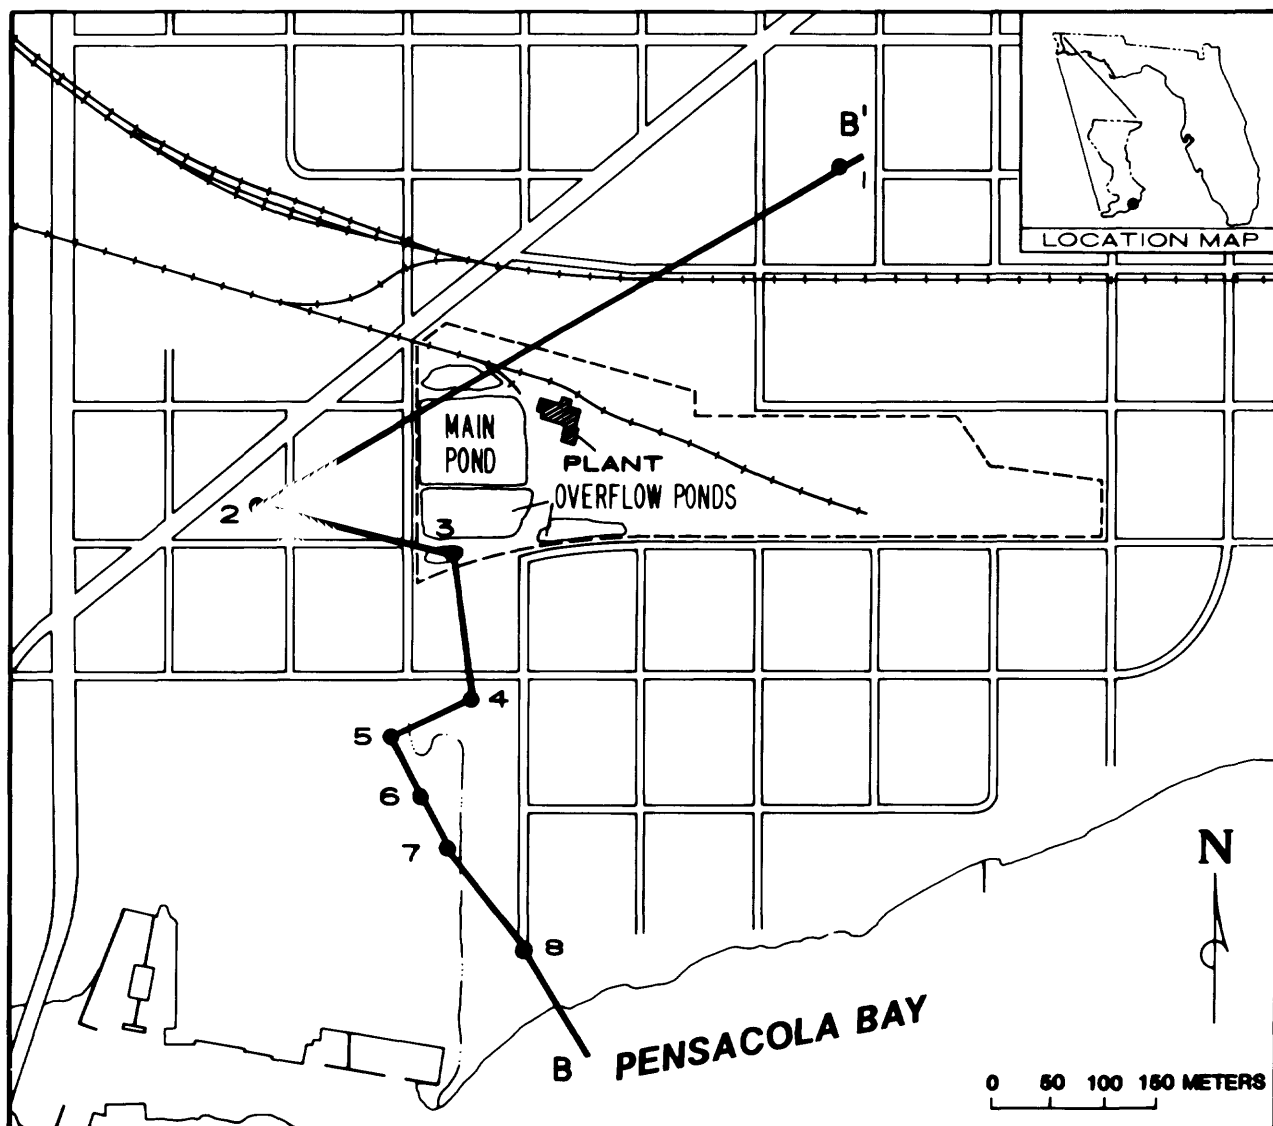 B'
1
LOCATION MAP
MAIN
POND
PLANT
OVERFLOW PONDS
2
3
4
5
6
7
8
N
B
PENSACOLA BAY
0 50 100 150 METERS